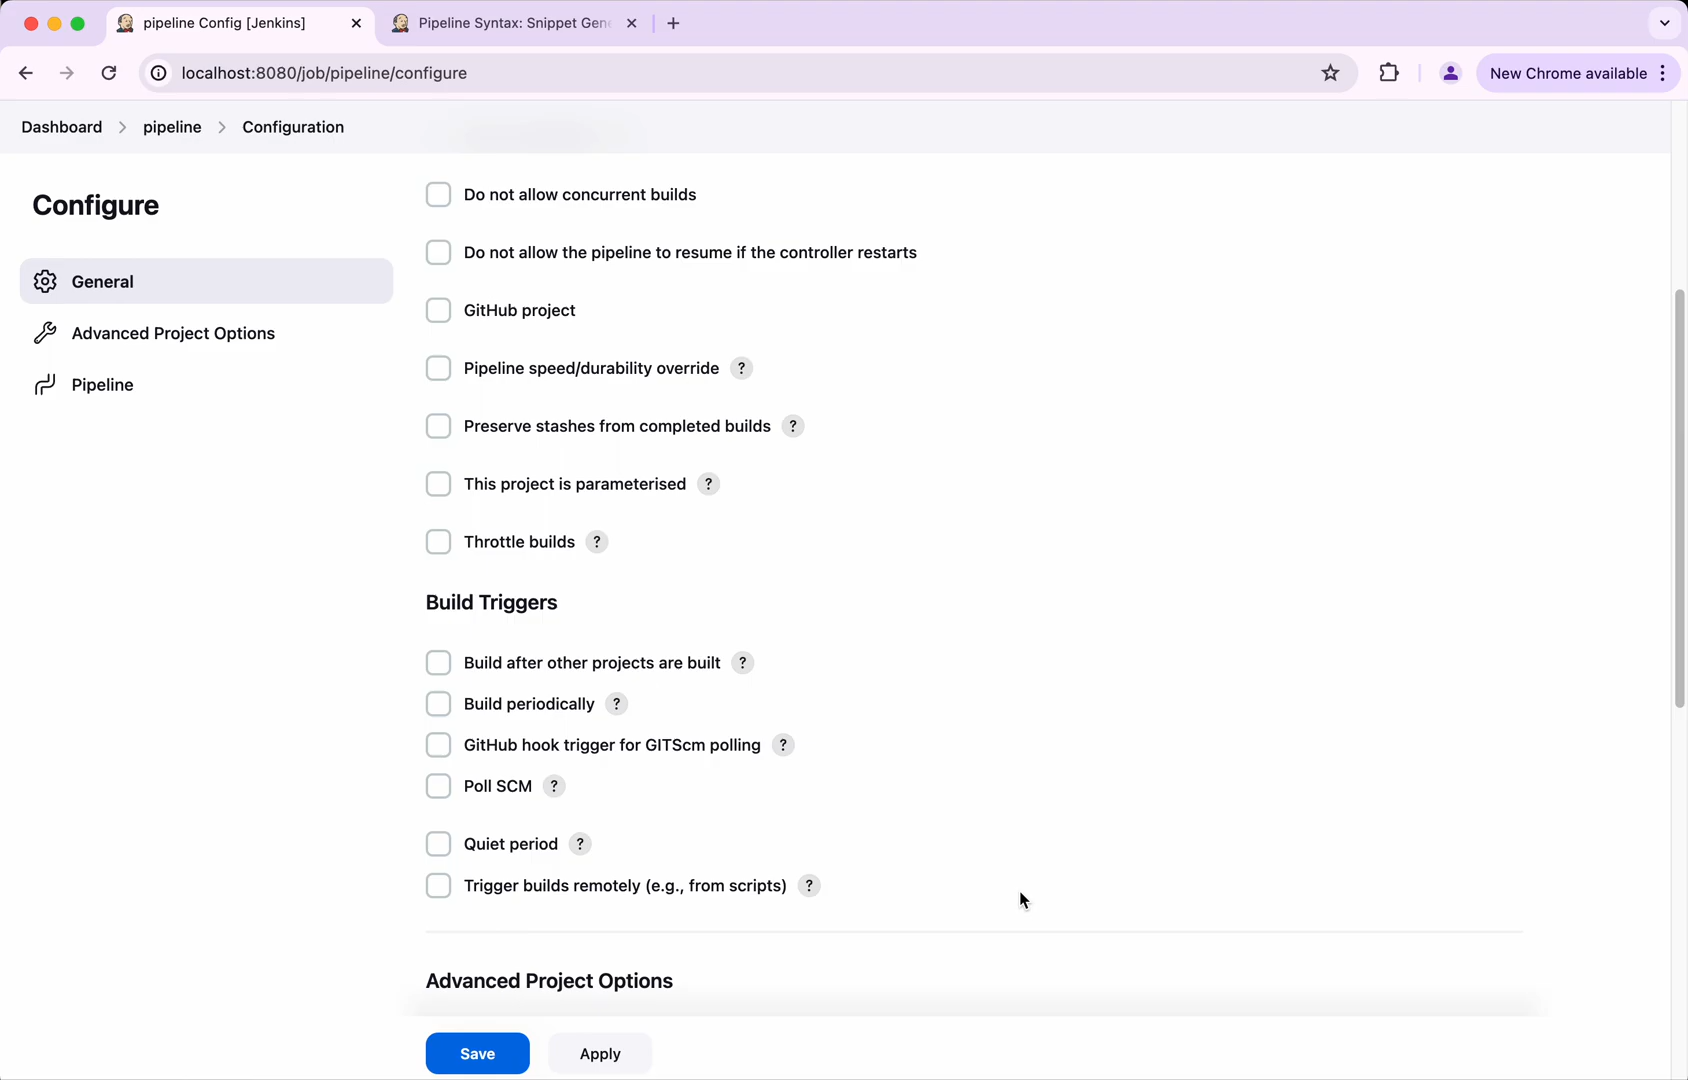 pipeline Config [Jenkins]
Pipeline Syntax: Snippet Gen
localhost:8080/job/pipeline/configure
New Chrome available
Dashboard > pipeline > Configuration
Configure
General
Advanced Project Options
Pipeline
Do not allow concurrent builds
Do not allow the pipeline to resume if the controller restarts
GitHub project
Pipeline speed/durability override ?
Preserve stashes from completed builds ?
This project is parameterised ?
Throttle builds ?
Build Triggers
Build after other projects are built ?
Build periodically ?
GitHub hook trigger for GITScm polling ?
Poll SCM ?
Quiet period ?
Trigger builds remotely (e.g., from scripts) ?
Advanced Project Options
Save
Apply